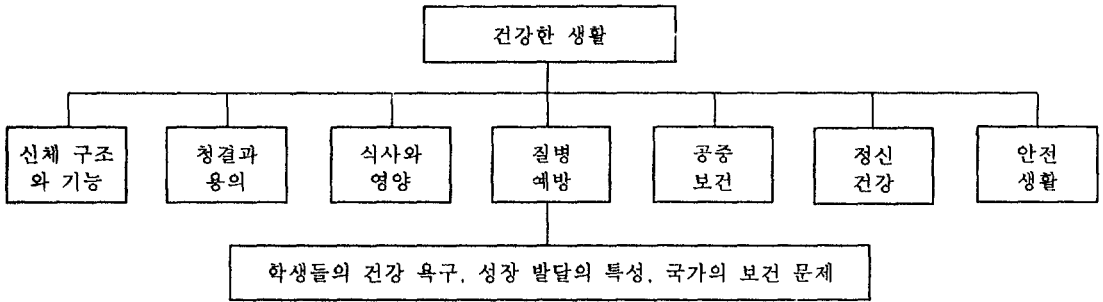 건강한 생활
신체 구조
와 기능
청결과
용의
식사와
영양
질병
예방
공중
보건
정신
건강
안전
생활
학생들의 건강 욕구, 성장 발달의 특성, 국가의 보건 문제